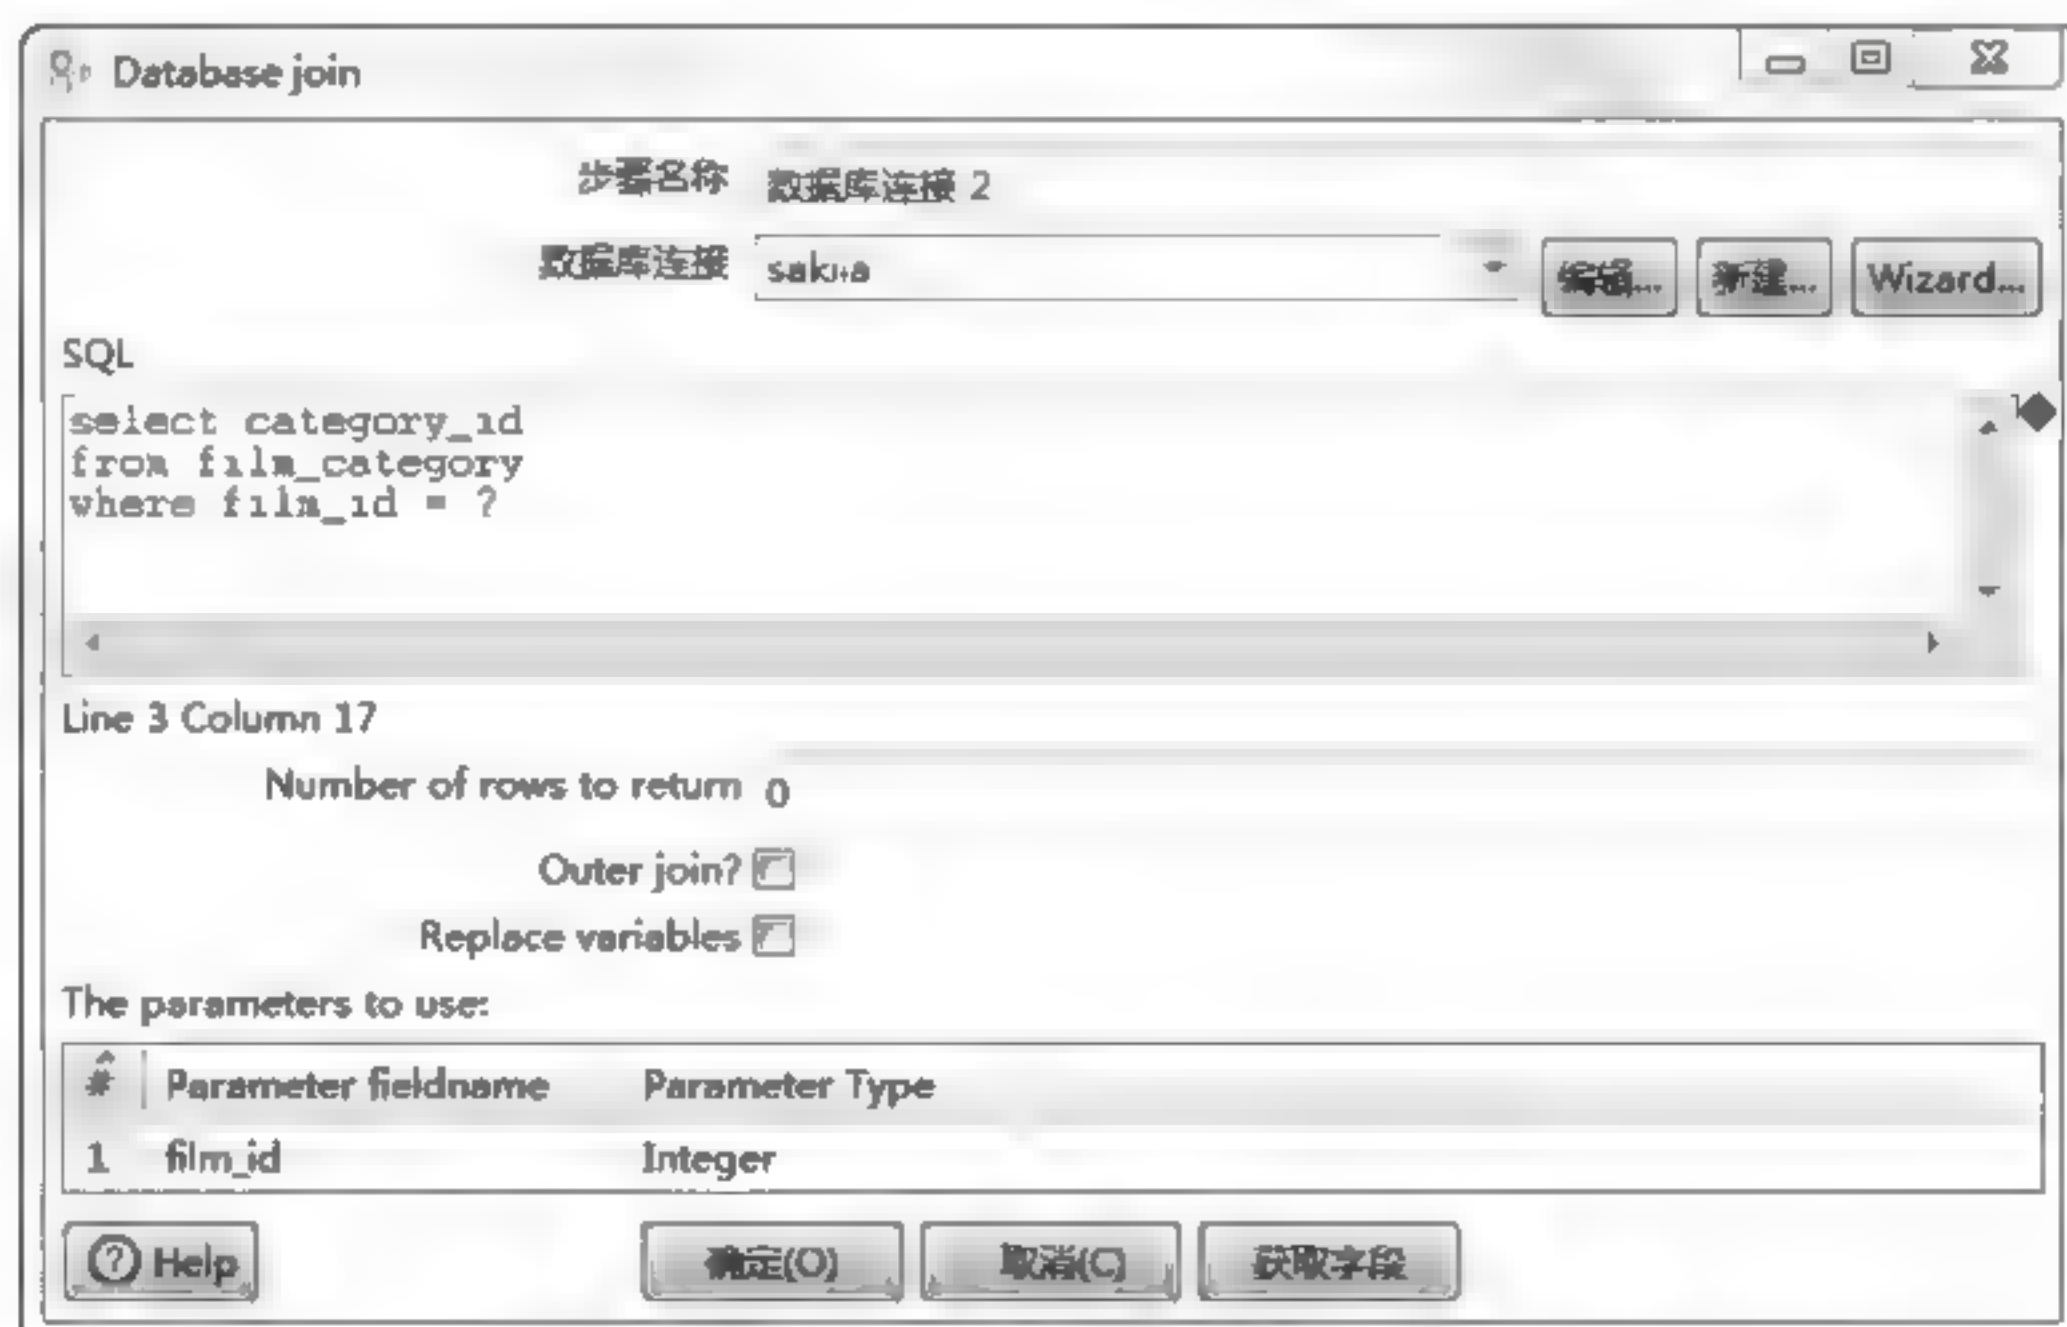 Database join
步骤名称 数据库连接 2
数据库连接 sakila 编辑... 新建... Wizard...
SQL
select category_id
from film_category
where film_id = ?
Line 3 Column 17
Number of rows to return 0
Outer join?
Replace variables
The parameters to use:
# Parameter fieldname Parameter Type
1 film_id Integer
Help 确定(O) 取消(C) 获取字段